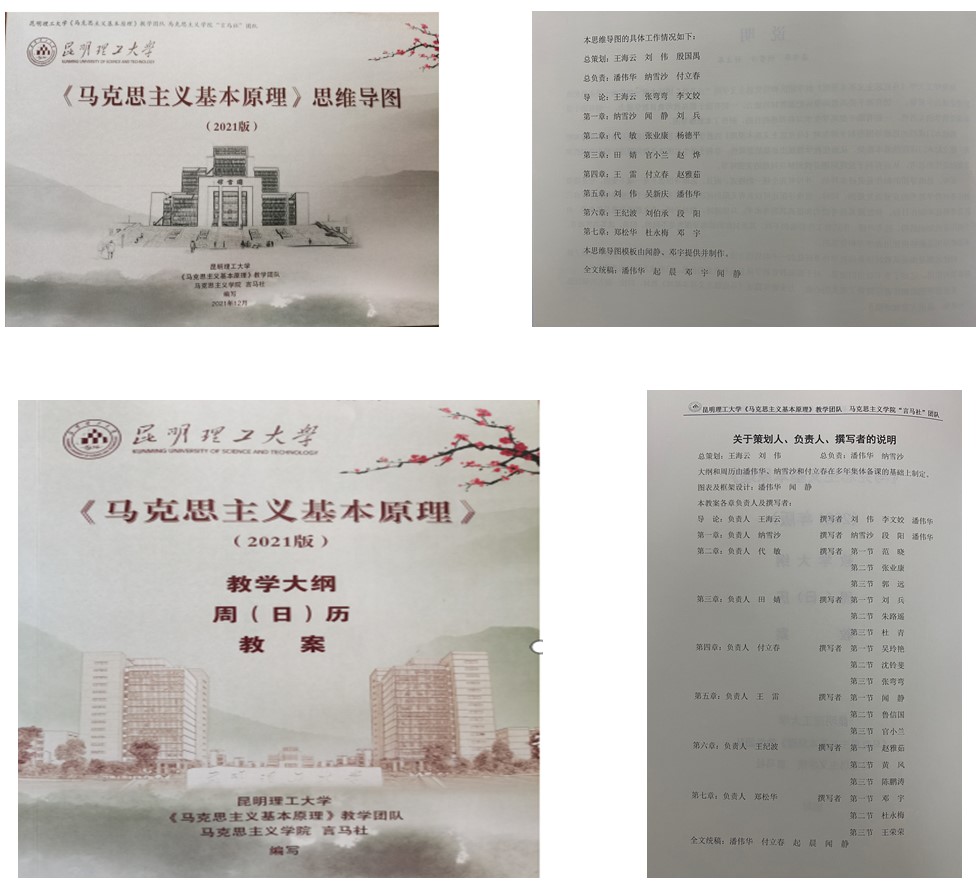 昆明理工大学《马克思主义基本原理》教学团队 马克思主义学院“言马社”团队
昆明理工大学
KUNMING UNIVERSITY OF SCIENCE AND TECHNOLOGY
《马克思主义基本原理》思维导图
（2021版）
昆明理工大学
《马克思主义基本原理》教学团队
马克思主义学院 言马社
编写
2021年12月
本思维导图的具体工作情况如下：
总策划：王海云 刘 伟 殷国禺
总负责：潘伟华 纳雪沙 付立春
导 论：王海云 张弯弯 李文姣
第一章：纳雪沙 闻 静 刘 兵
第二章：代 敏 张业康 杨德平
第三章：田 婧 官小兰 赵 烨
第四章：王 雷 付立春 赵雅茹
第五章：刘 伟 吴新庆 潘伟华
第六章：王纪波 刘伯承 段 阳
第七章：郑松华 杜永梅 邓 宇
本思维导图模板由闻静、邓宇提供并制作。
全文统稿：潘伟华 起 晨 邓 宇 闻 静
昆明理工大学
KUNMING UNIVERSITY OF SCIENCE AND TECHNOLOGY
《马克思主义基本原理》
（2021版）
教学大纲
周（日）历
教 案
昆明理工大学
昆明理工大学
《马克思主义基本原理》教学团队
马克思主义学院 言马社
编写
昆明理工大学《马克思主义基本原理》教学团队 马克思主义学院“言马社”团队
关于策划人、负责人、撰写者的说明
总策划：王海云 刘 伟 总负责：潘伟华 纳雪沙
大纲和周历由潘伟华、纳雪沙和付立春在多年集体备课的基础上制定。
图表及框架设计：潘伟华 闻 静
本教案各章负责人及撰写者：
导 论：负责人 王海云 撰写者 刘 伟 李文姣 潘伟华
第一章：负责人 纳雪沙 撰写者 纳雪沙 段 阳 潘伟华
第二章：负责人 代 敏 撰写者 第一节 范 晓
第二节 张业康
第三节 郭 远
第三章：负责人 田 婧 撰写者 第一节 刘 兵
第二节 朱路遥
第三节 杜 青
第四章：负责人 付立春 撰写者 第一节 吴玲艳
第二节 沈铃斐
第三节 张弯弯
第五章：负责人 王 雷 撰写者 第一节 闻 静
第二节 鲁信国
第三节 官小兰
第六章：负责人 王纪波 撰写者 第一节 赵雅茹
第二节 黄 风
第三节 陈鹏涛
第七章：负责人 郑松华 撰写者 第一节 邓 宇
第二节 杜永梅
第三节 王荣荣
全文统稿：潘伟华 付立春 起 晨 闻 静